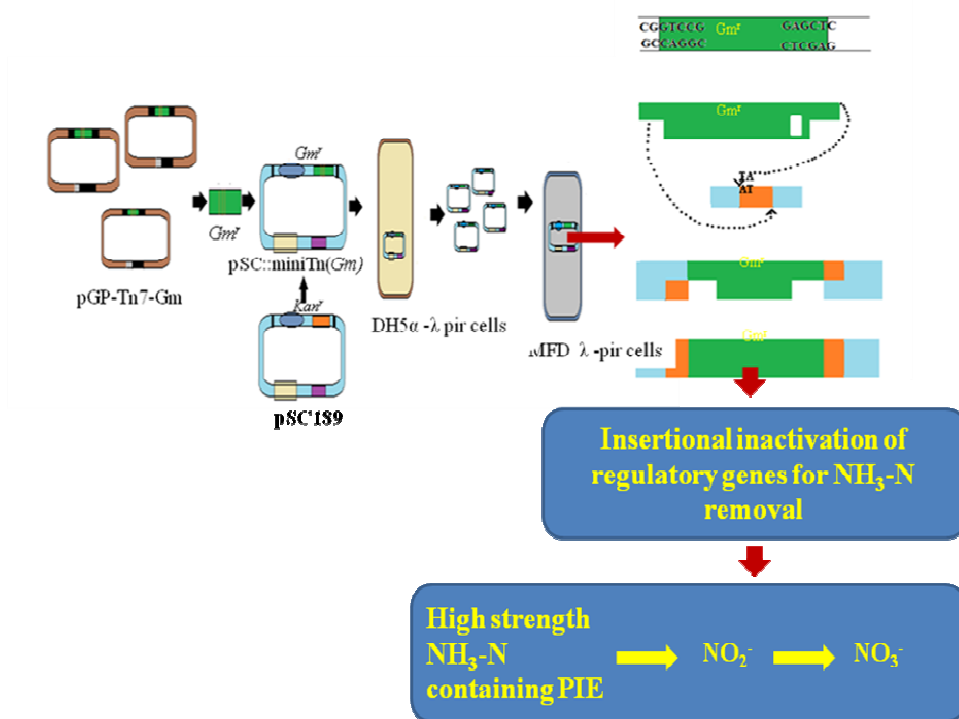 CGGTCCG Gmʳ GAGCTC
GCCAGGC CTCGAG
Gmʳ
TA
AT
Gmʳ
Gmʳ
pSC::miniTn(Gm)
Kanʳ
pGP-Tn7-Gm
DH5α -λ pir cells
MFD λ -pir cells
pSC189
Gmʳ
Gmʳ
Insertional inactivation of
regulatory genes for NH₃-N
removal
High strength
NH₃-N
containing PIE
NO₂⁻
NO₃⁻